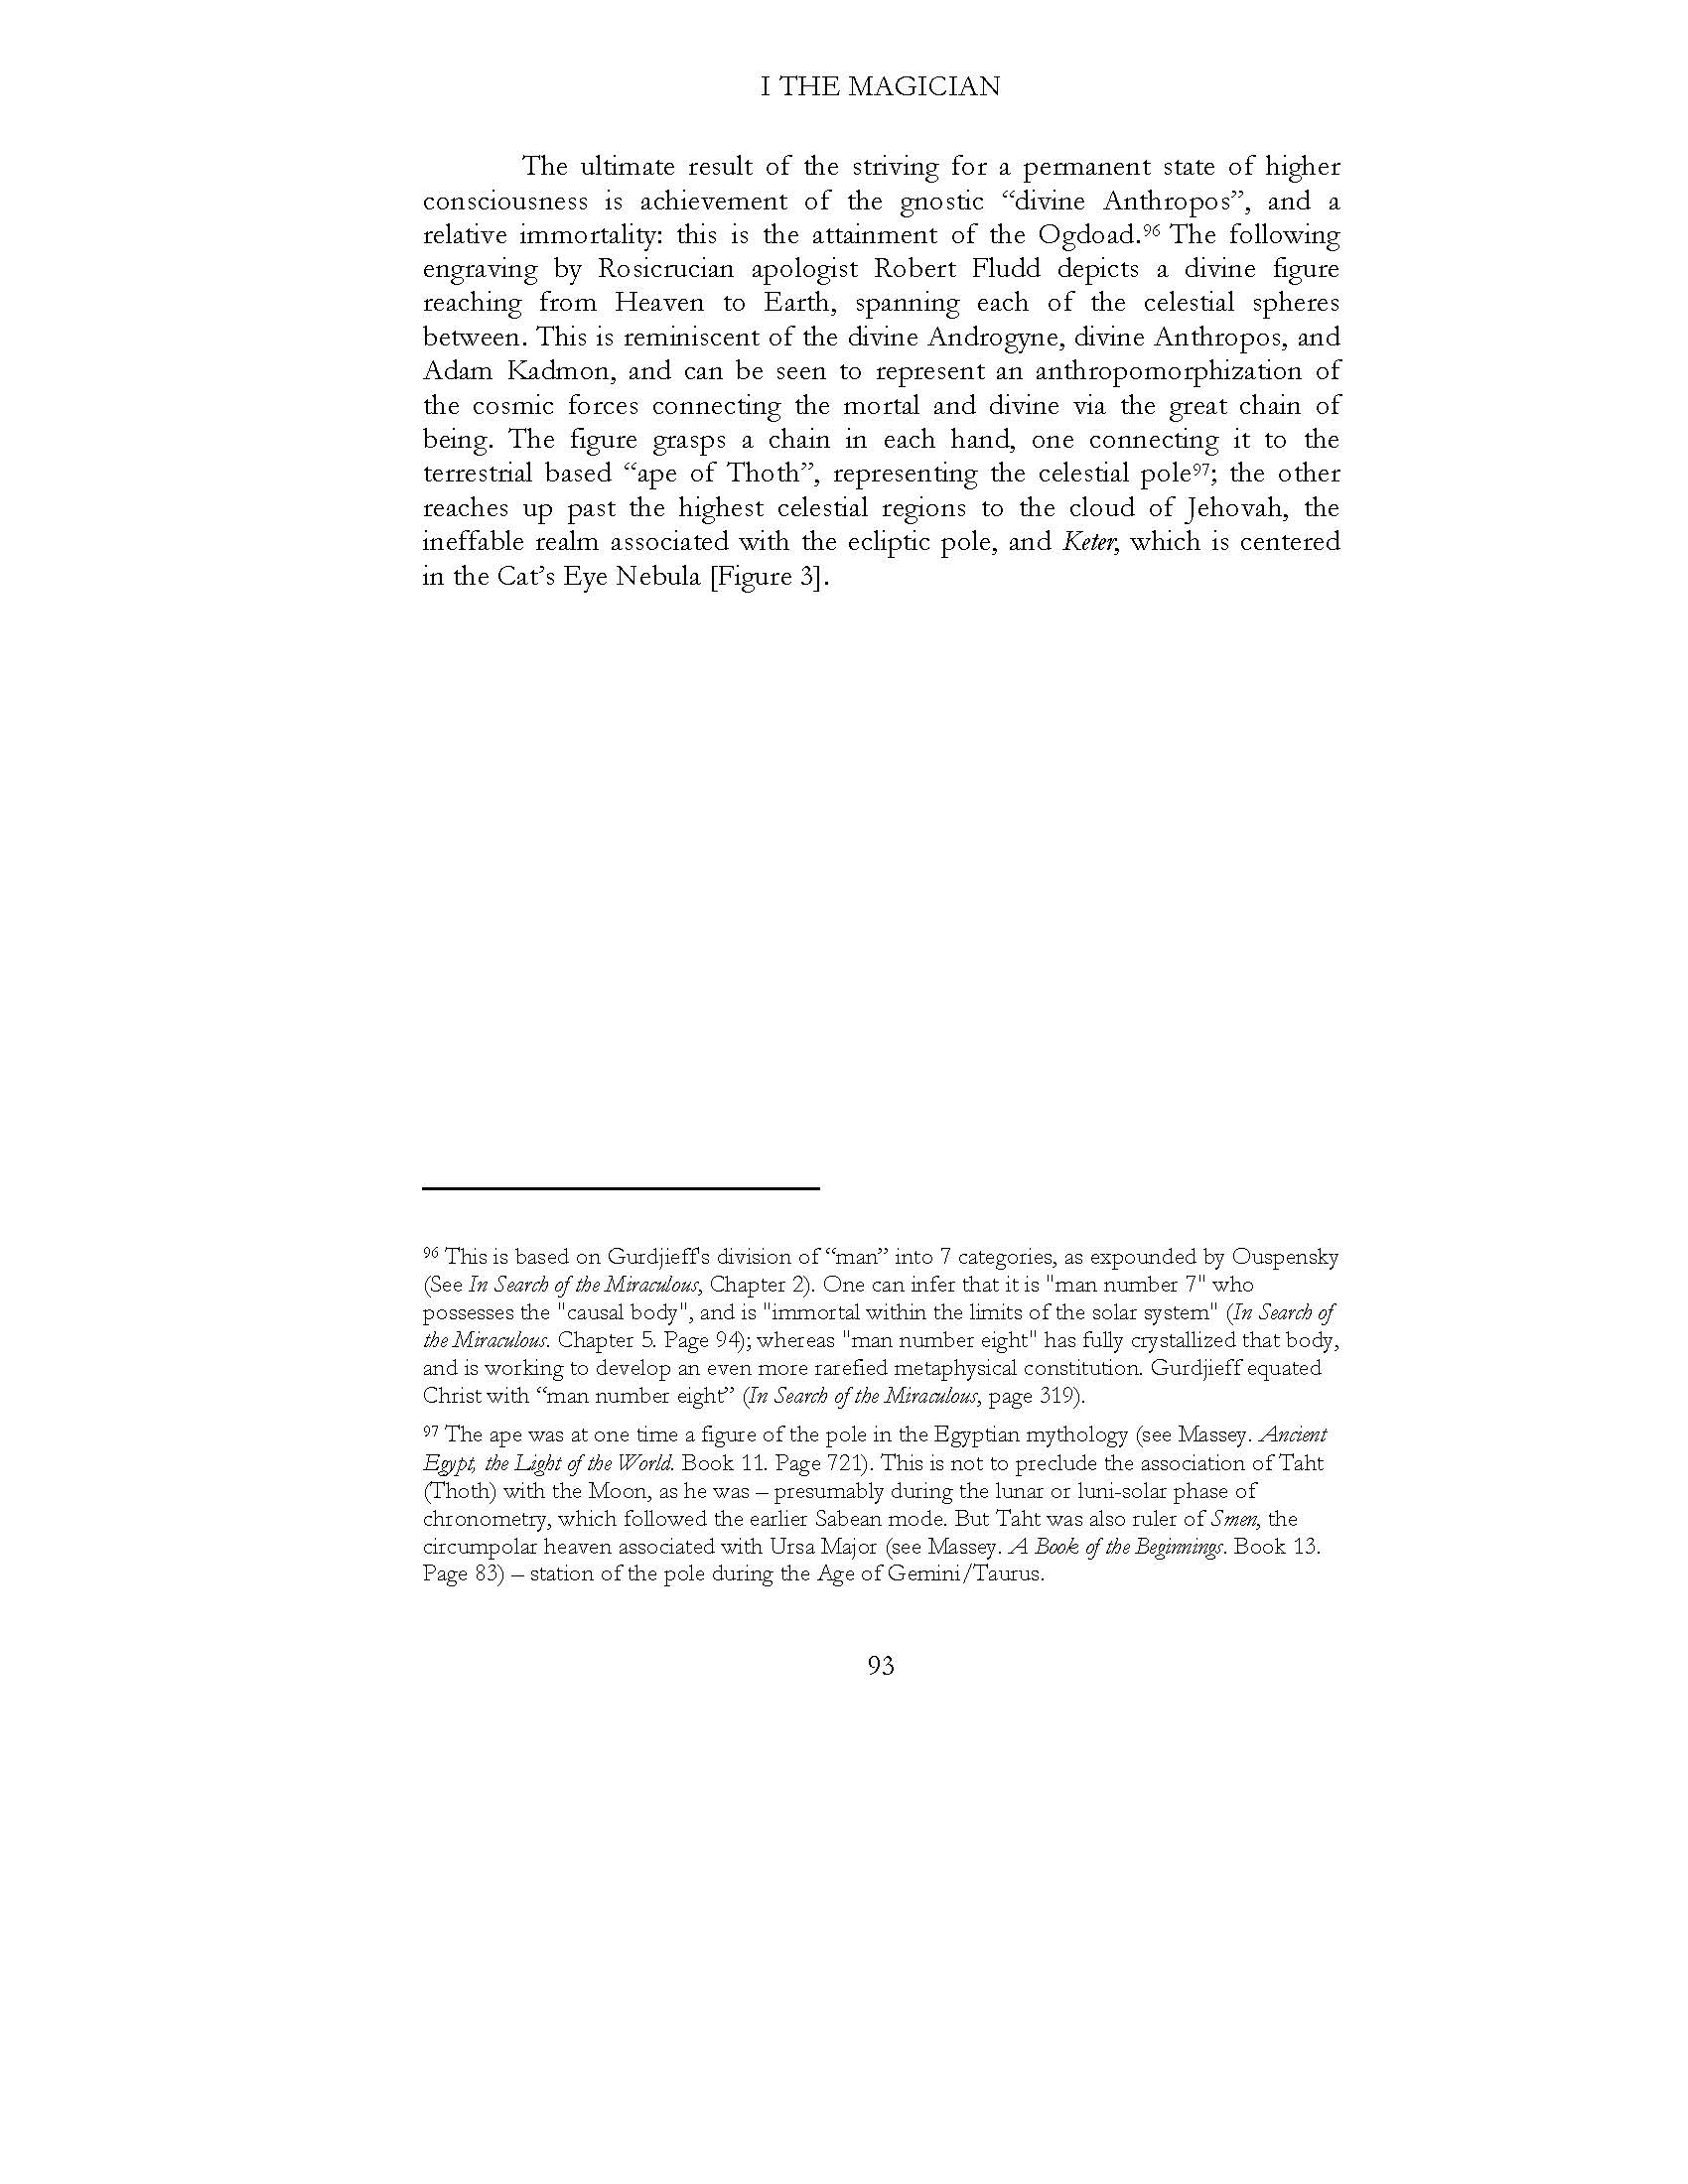 I THE MAGICIAN
The ultimate result of the striving for a permanent state of higher
consciousness is achievement of the gnostic “divine Anthropos”, and a
relative immortality: this is the attainment of the Ogdoad.96 The following
engraving by Rosicrucian apologist Robert Fludd depicts a divine figure
reaching from Heaven to Earth, spanning each of the celestial spheres
between. This is reminiscent of the divine Androgyne, divine Anthropos, and
Adam Kadmon, and can be seen to represent an anthropomorphization of
the cosmic forces connecting the mortal and divine via the great chain of
being. The figure grasps a chain in each hand, one connecting it to the
terrestrial based “ape of Thoth”, representing the celestial pole97; the other
reaches up past the highest celestial regions to the cloud of Jehovah, the
ineffable realm associated with the ecliptic pole, and Keter, which is centered
in the Cat’s Eye Nebula [Figure 3].
96 This is based on Gurdjieff's division of “man” into 7 categories, as expounded by Ouspensky
(See In Search of the Miraculous, Chapter 2). One can infer that it is "man number 7" who
possesses the "causal body", and is "immortal within the limits of the solar system" (In Search of
the Miraculous. Chapter 5. Page 94); whereas "man number eight" has fully crystallized that body,
and is working to develop an even more rarefied metaphysical constitution. Gurdjieff equated
Christ with “man number eight” (In Search of the Miraculous, page 319).
97 The ape was at one time a figure of the pole in the Egyptian mythology (see Massey. Ancient
Egypt, the Light of the World. Book 11. Page 721). This is not to preclude the association of Taht
(Thoth) with the Moon, as he was – presumably during the lunar or luni-solar phase of
chronometry, which followed the earlier Sabean mode. But Taht was also ruler of Smen, the
circumpolar heaven associated with Ursa Major (see Massey. A Book of the Beginnings. Book 13.
Page 83) – station of the pole during the Age of Gemini/Taurus.
93